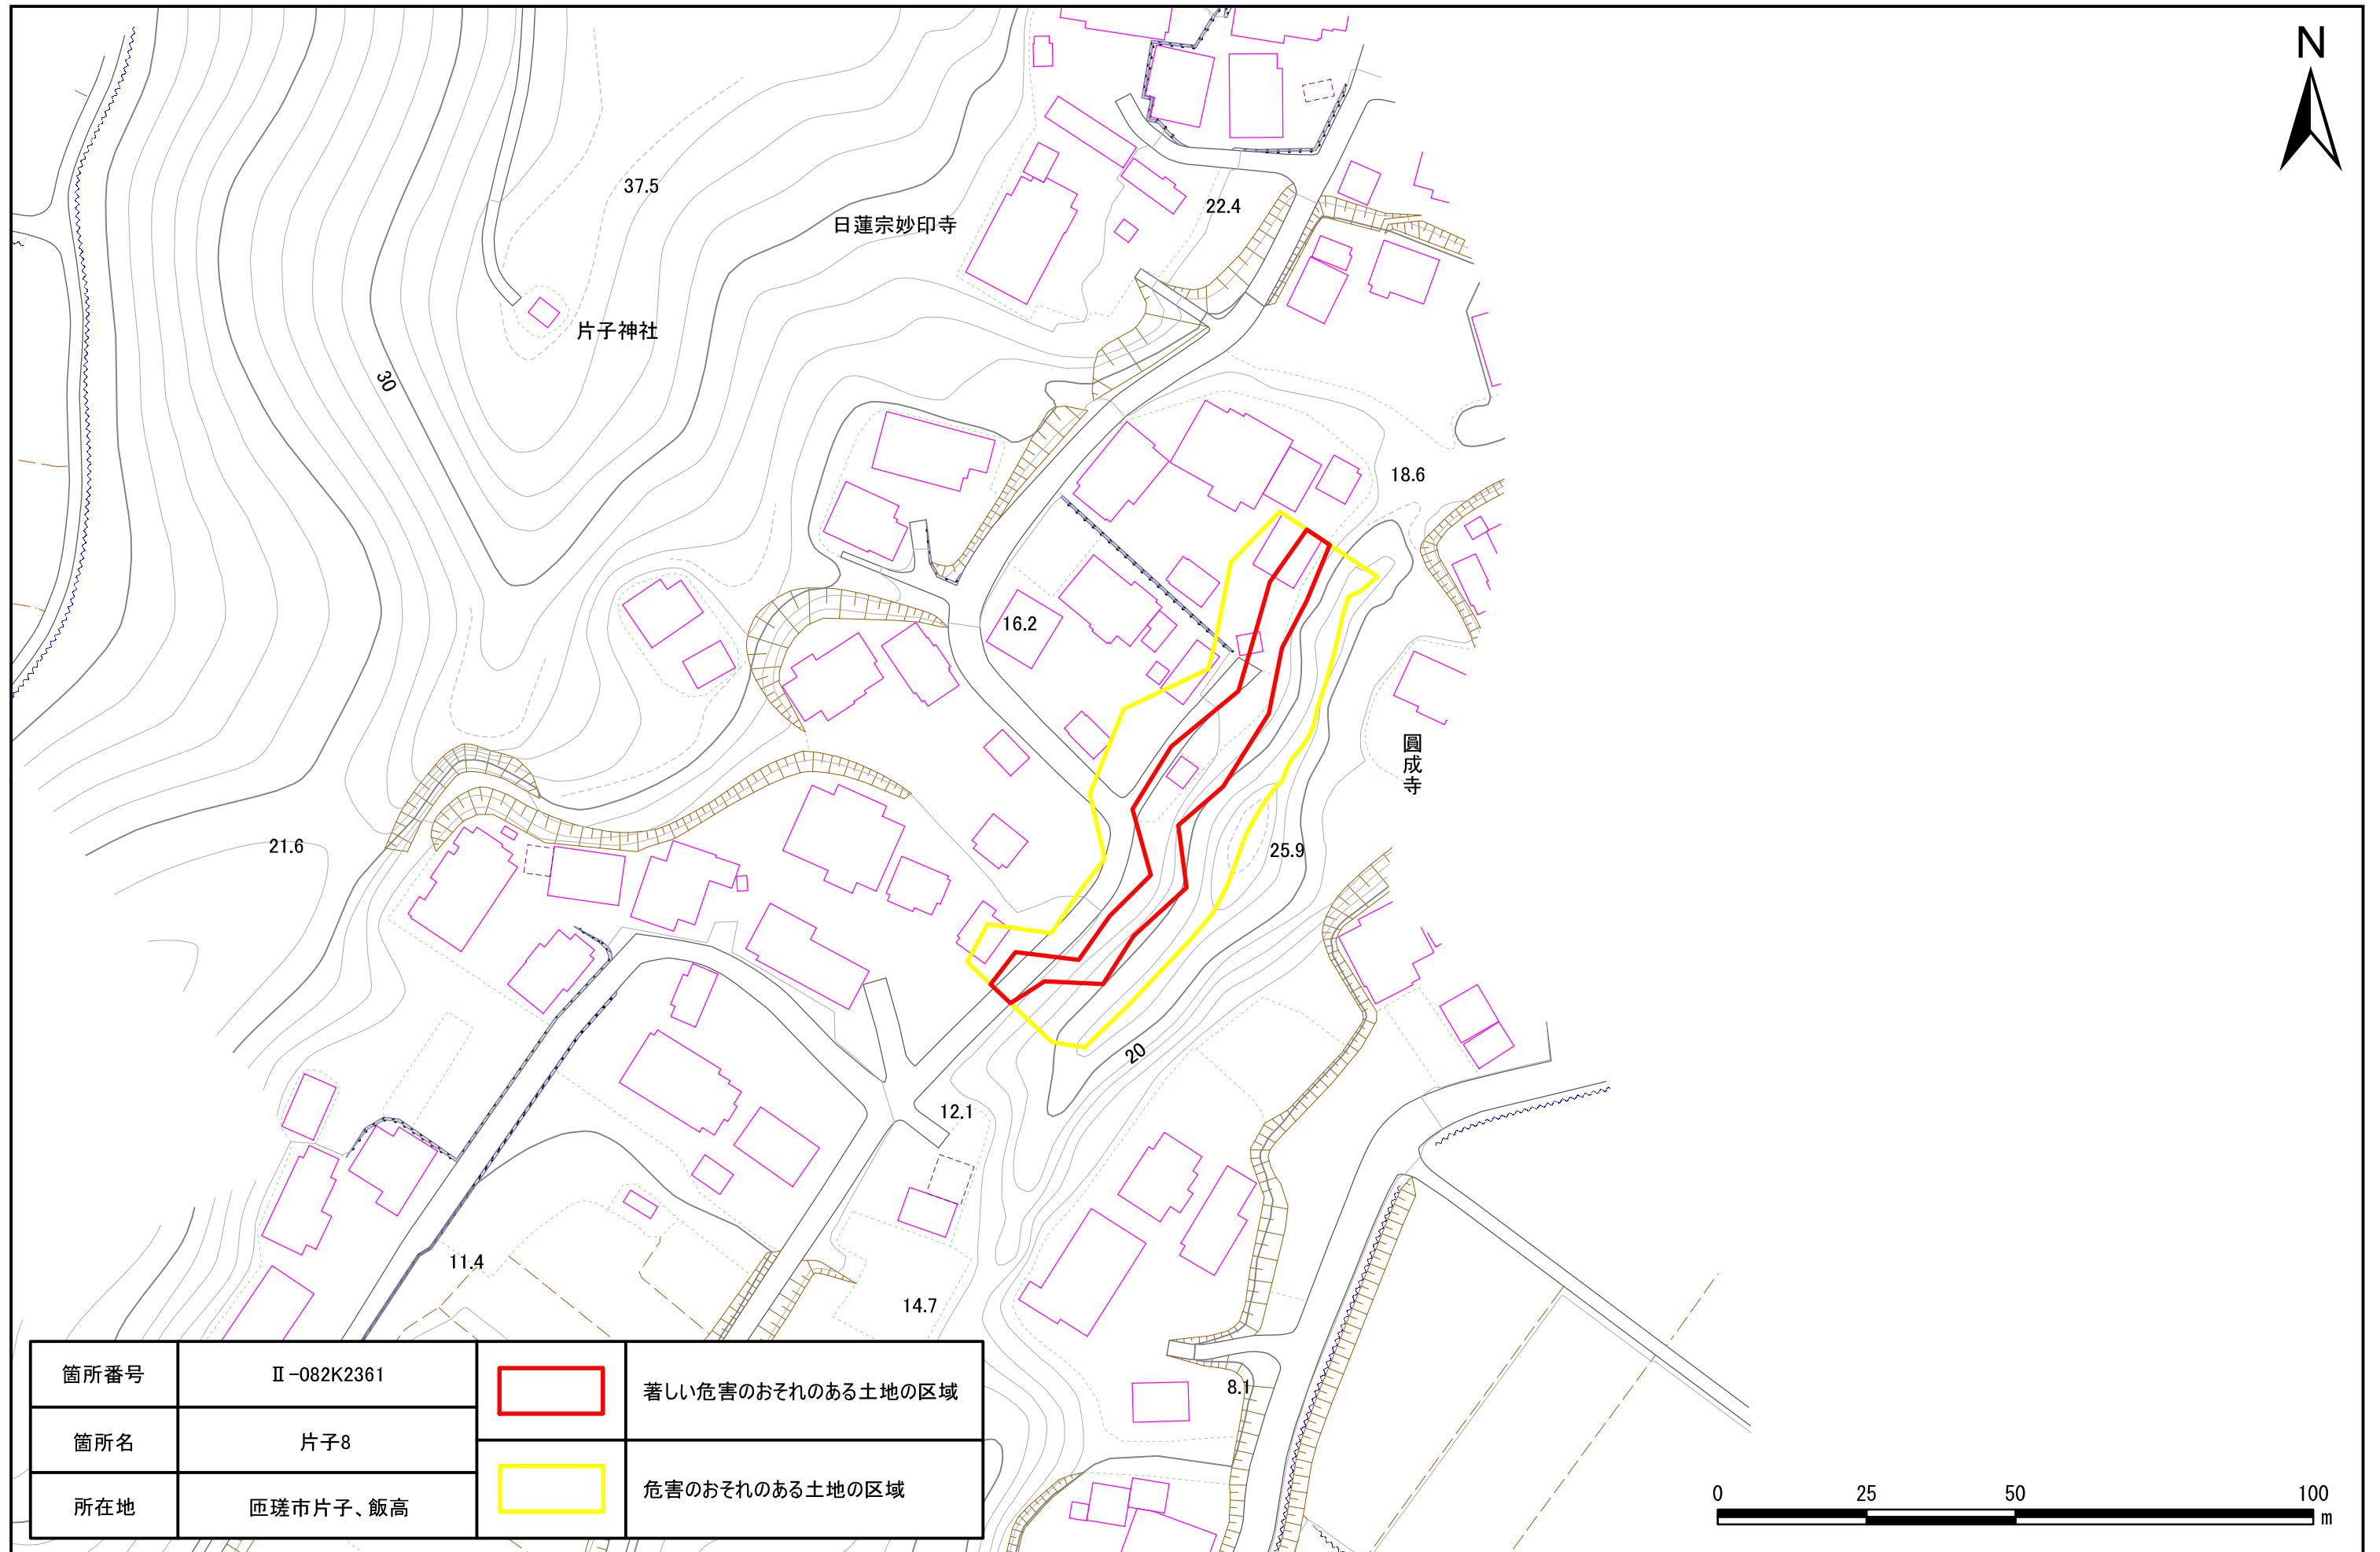 N
37.5
日蓮宗妙印寺
22.4
片子神社
30
18.6
16.2
圓成寺
21.6
25.9
20
12.1
11.4
14.7
8.1
箇所番号 Ⅱ-082K2361
箇所名 片子8
所在地 匝瑳市片子、飯高
著しい危害のおそれのある土地の区域
危害のおそれのある土地の区域
0 25 50 100
m